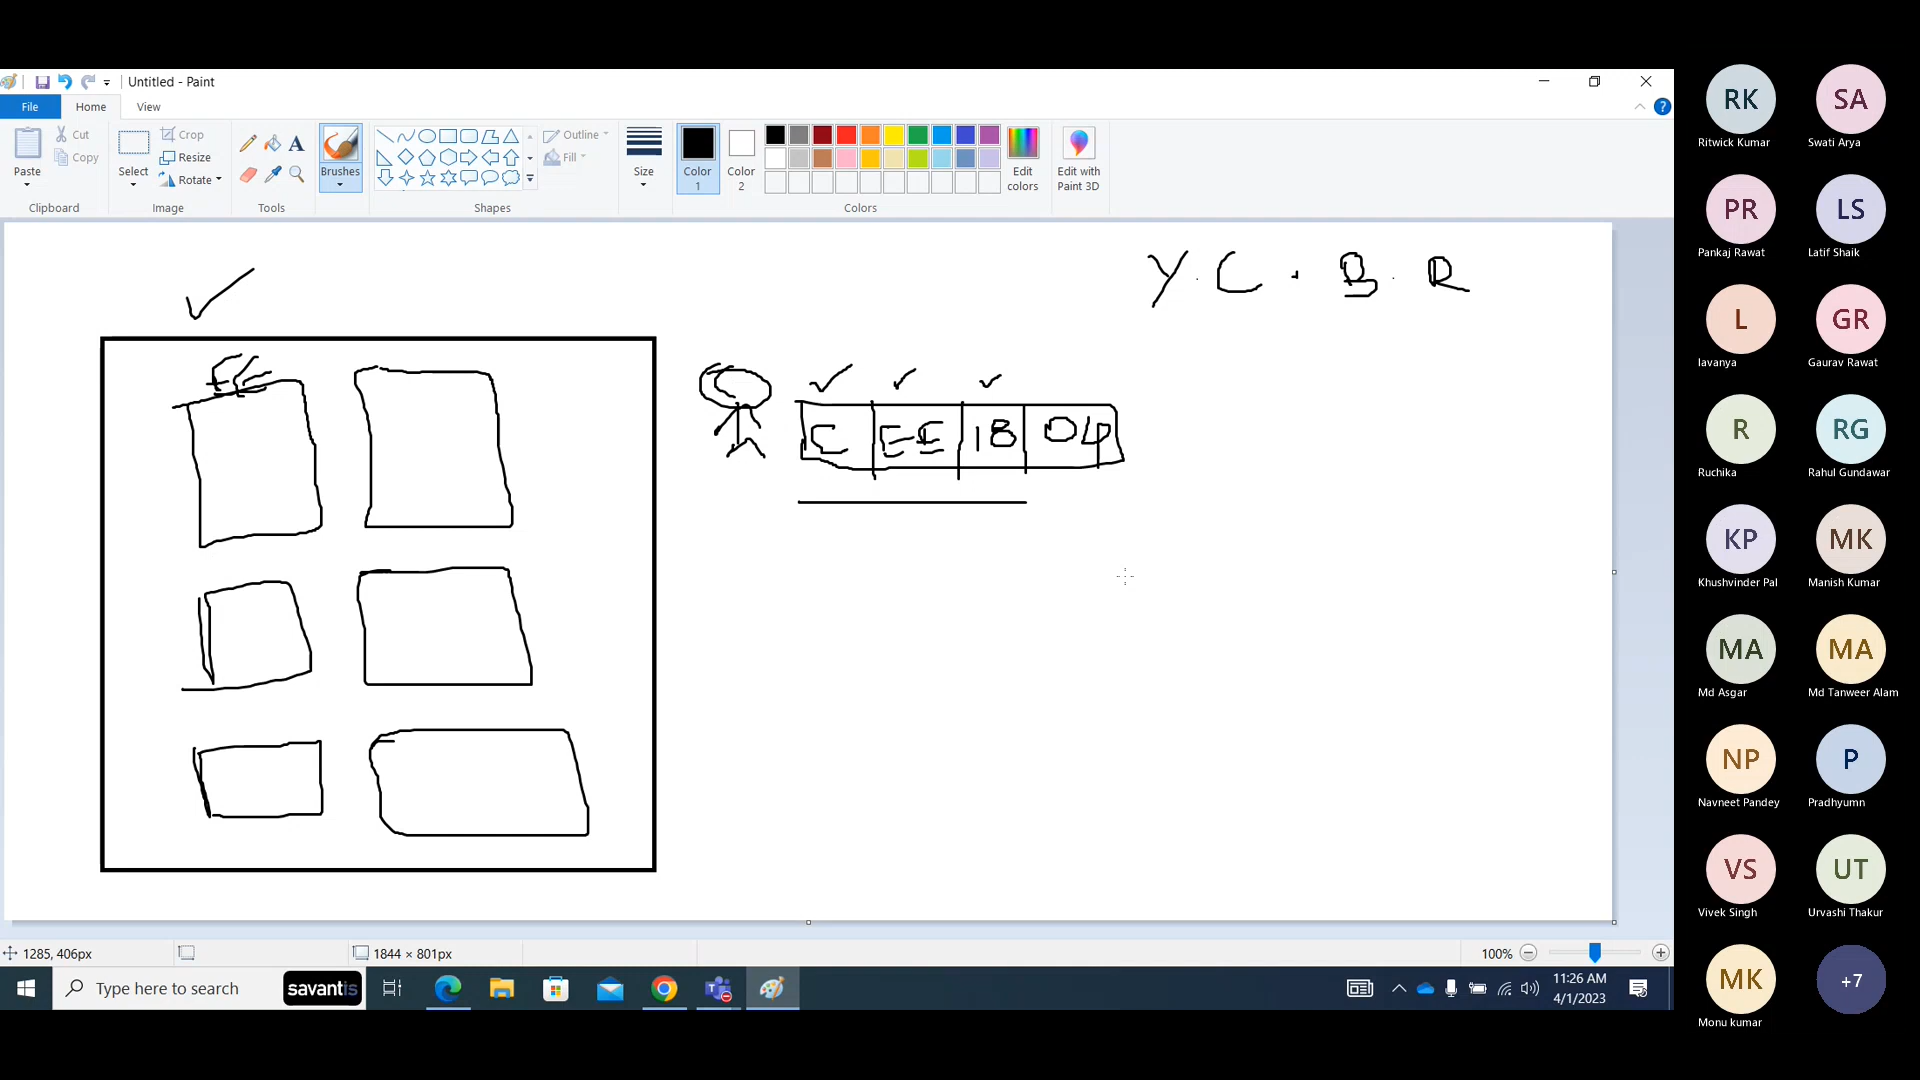 Untitled - Paint
File Home View
Paste Cut Copy Clipboard
Select Crop Resize Rotate Image
Tools
Brushes
Shapes Outline Fill
Size
Color 1 Color 2 Edit colors Colors
Edit with Paint 3D
Y . C . B . R
C EE 18 04
1285, 406px
1844 × 801px
100%
Type here to search
savantis
11:26 AM
4/1/2023
RK SA
Ritwick Kumar Swati Arya
PR LS
Pankaj Rawat Latif Shaik
L GR
lavanya Gaurav Rawat
R RG
Ruchika Rahul Gundawar
KP MK
Khushvinder Pal Manish Kumar
MA MA
Md Asgar Md Tanweer Alam
NP P
Navneet Pandey Pradhyumn
VS UT
Vivek Singh Urvashi Thakur
MK +7
Monu kumar